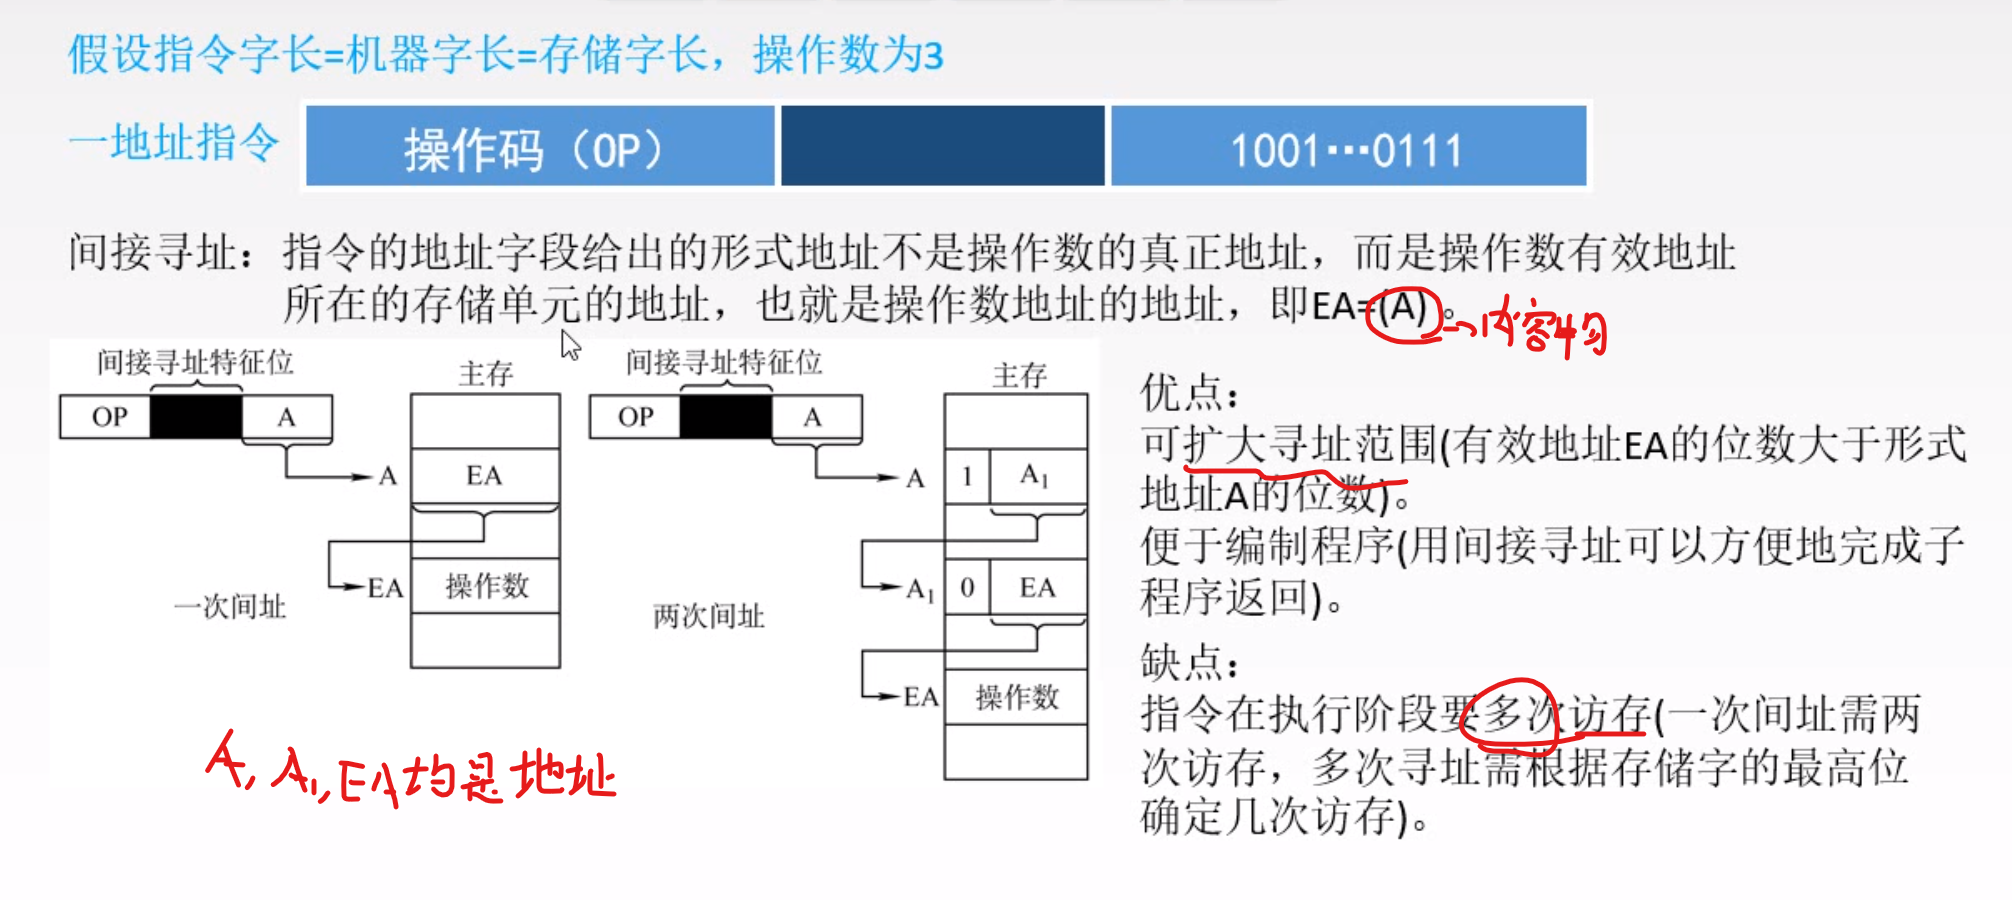 假设指令字长=机器字长=存储字长，操作数为3
一地址指令 操作码（OP） 1001…0111
间接寻址：指令的地址字段给出的形式地址不是操作数的真正地址，而是操作数有效地址
所在的存储单元的地址，也就是操作数地址的地址，即EA=(A)。
内容物
间接寻址特征位
主存
OP A
A EA
EA 操作数
一次间址
间接寻址特征位
主存
OP A
A 1 A₁
A₁ 0 EA
EA 操作数
两次间址
A, A₁, EA均是地址
优点：
可扩大寻址范围(有效地址EA的位数大于形式
地址A的位数)。
便于编制程序(用间接寻址可以方便地完成子
程序返回)。
缺点：
指令在执行阶段要多次访存(一次间址需两
次访存，多次寻址需根据存储字的最高位
确定几次访存)。